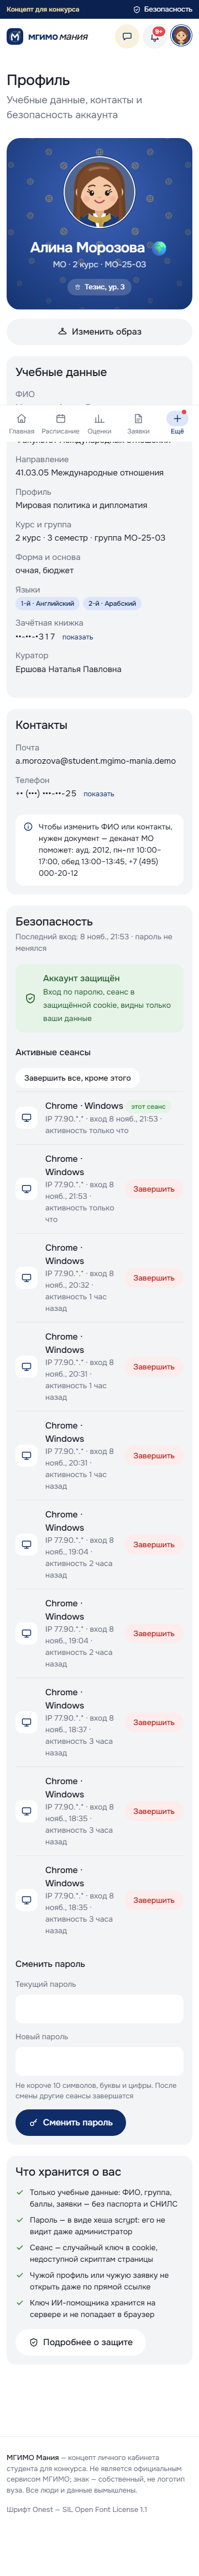 Концепт для конкурса
Безопасность
М
МГИМО МАНИЯ
9+
Профиль
Учебные данные, контакты и
безопасность аккаунта
Алина Морозова
МО · 2 курс · МО-25-03
Тезис, ур. 3
Изменить образ
Учебные данные
ФИО
Главная
Расписание
Оценки
Заявки
Ещё
Направление
41.03.05 Международные отношения
Профиль
Мировая политика и дипломатия
Курс и группа
2 курс · 3 семестр · группа МО-25-03
Форма и основа
очная, бюджет
Языки
1-й · Английский
2-й · Арабский
Зачётная книжка
••-••-•317 показать
Куратор
Ершова Наталья Павловна
Контакты
Почта
a.morozova@student.mgimo-mania.demo
Телефон
+• (•••) •••-••-25 показать
Чтобы изменить ФИО или контакты,
нужен документ — деканат МО
поможет: ауд. 2012, пн–пт 10:00–
17:00, обед 13:00–13:45, +7 (495)
000-20-12
Безопасность
Последний вход: 8 нояб., 21:53 · пароль не
менялся
Аккаунт защищён
Вход по паролю, сеанс в
защищённой cookie, видны только
ваши данные
Активные сеансы
Завершить все, кроме этого
Chrome · Windows этот сеанс
IP 77.90.*.* · вход 8 нояб., 21:53 ·
активность только что
Chrome ·
Windows
IP 77.90.*.* · вход 8
нояб., 21:53 ·
активность только
что
Завершить
Chrome ·
Windows
IP 77.90.*.* · вход 8
нояб., 20:32 ·
активность 1 час
назад
Завершить
Chrome ·
Windows
IP 77.90.*.* · вход 8
нояб., 20:31 ·
активность 1 час
назад
Завершить
Chrome ·
Windows
IP 77.90.*.* · вход 8
нояб., 20:31 ·
активность 1 час
назад
Завершить
Chrome ·
Windows
IP 77.90.*.* · вход 8
нояб., 19:04 ·
активность 2 часа
назад
Завершить
Chrome ·
Windows
IP 77.90.*.* · вход 8
нояб., 19:04 ·
активность 2 часа
назад
Завершить
Chrome ·
Windows
IP 77.90.*.* · вход 8
нояб., 18:37 ·
активность 3 часа
назад
Завершить
Chrome ·
Windows
IP 77.90.*.* · вход 8
нояб., 18:35 ·
активность 3 часа
назад
Завершить
Chrome ·
Windows
IP 77.90.*.* · вход 8
нояб., 18:35 ·
активность 3 часа
назад
Завершить
Сменить пароль
Текущий пароль
Новый пароль
Не короче 10 символов, буквы и цифры. После
смены другие сеансы завершатся
Сменить пароль
Что хранится о вас
Только учебные данные: ФИО, группа,
баллы, заявки — без паспорта и СНИЛС
Пароль — в виде хеша scrypt: его не
видит даже администратор
Сеанс — случайный ключ в cookie,
недоступной скриптам страницы
Чужой профиль или чужую заявку не
открыть даже по прямой ссылке
Ключ ИИ-помощника хранится на
сервере и не попадает в браузер
Подробнее о защите
МГИМО Мания — концепт личного кабинета
студента для конкурса. Не является официальным
сервисом МГИМО; знак — собственный, не логотип
вуза. Все люди и данные вымышлены.
Шрифт Onest — SIL Open Font License 1.1